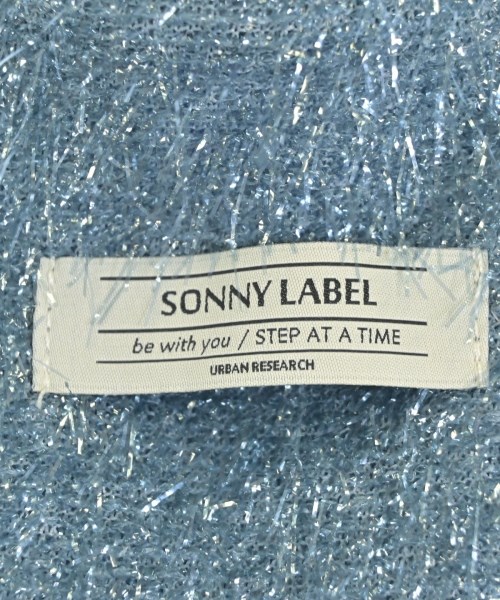 SONNY LABEL
be with you / STEP AT A TIME
URBAN RESEARCH